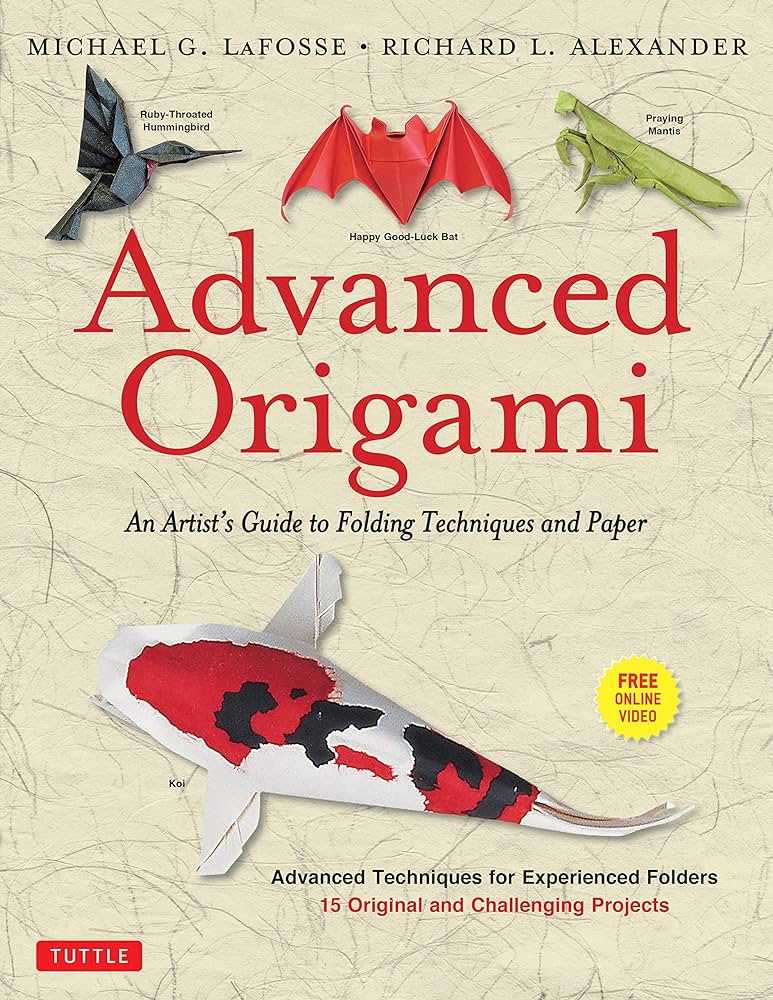 MICHAEL G. LAFOSSE • RICHARD L. ALEXANDER
Ruby-Throated
Hummingbird
Happy Good-Luck Bat
Praying
Mantis
Advanced
Origami
An Artist's Guide to Folding Techniques and Paper
FREE
ONLINE
VIDEO
Koi
Advanced Techniques for Experienced Folders
15 Original and Challenging Projects
TUTTLE